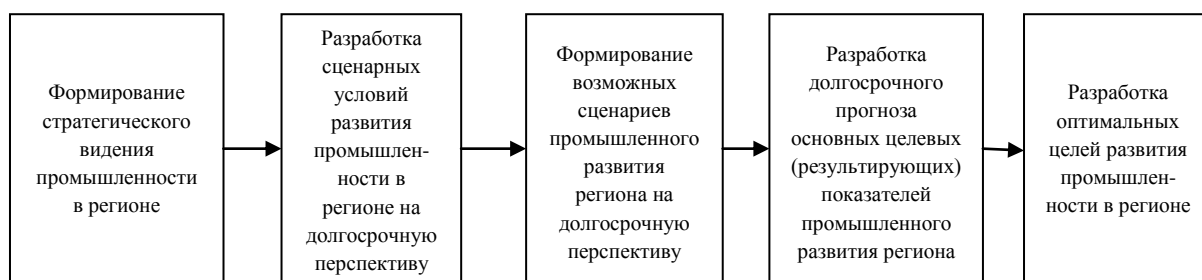 Формирование
стратегического
видения
промышленности
в регионе
Разработка
сценарных
условий
развития
промышлен-
ности в
регионе на
долгосрочную
перспективу
Формирование
возможных
сценариев
промышленного
развития
региона на
долгосрочную
перспективу
Разработка
долгосрочного
прогноза
основных целевых
(результирующих)
показателей
промышленного
развития региона
Разработка
оптимальных
целей развития
промышлен-
ности в регионе